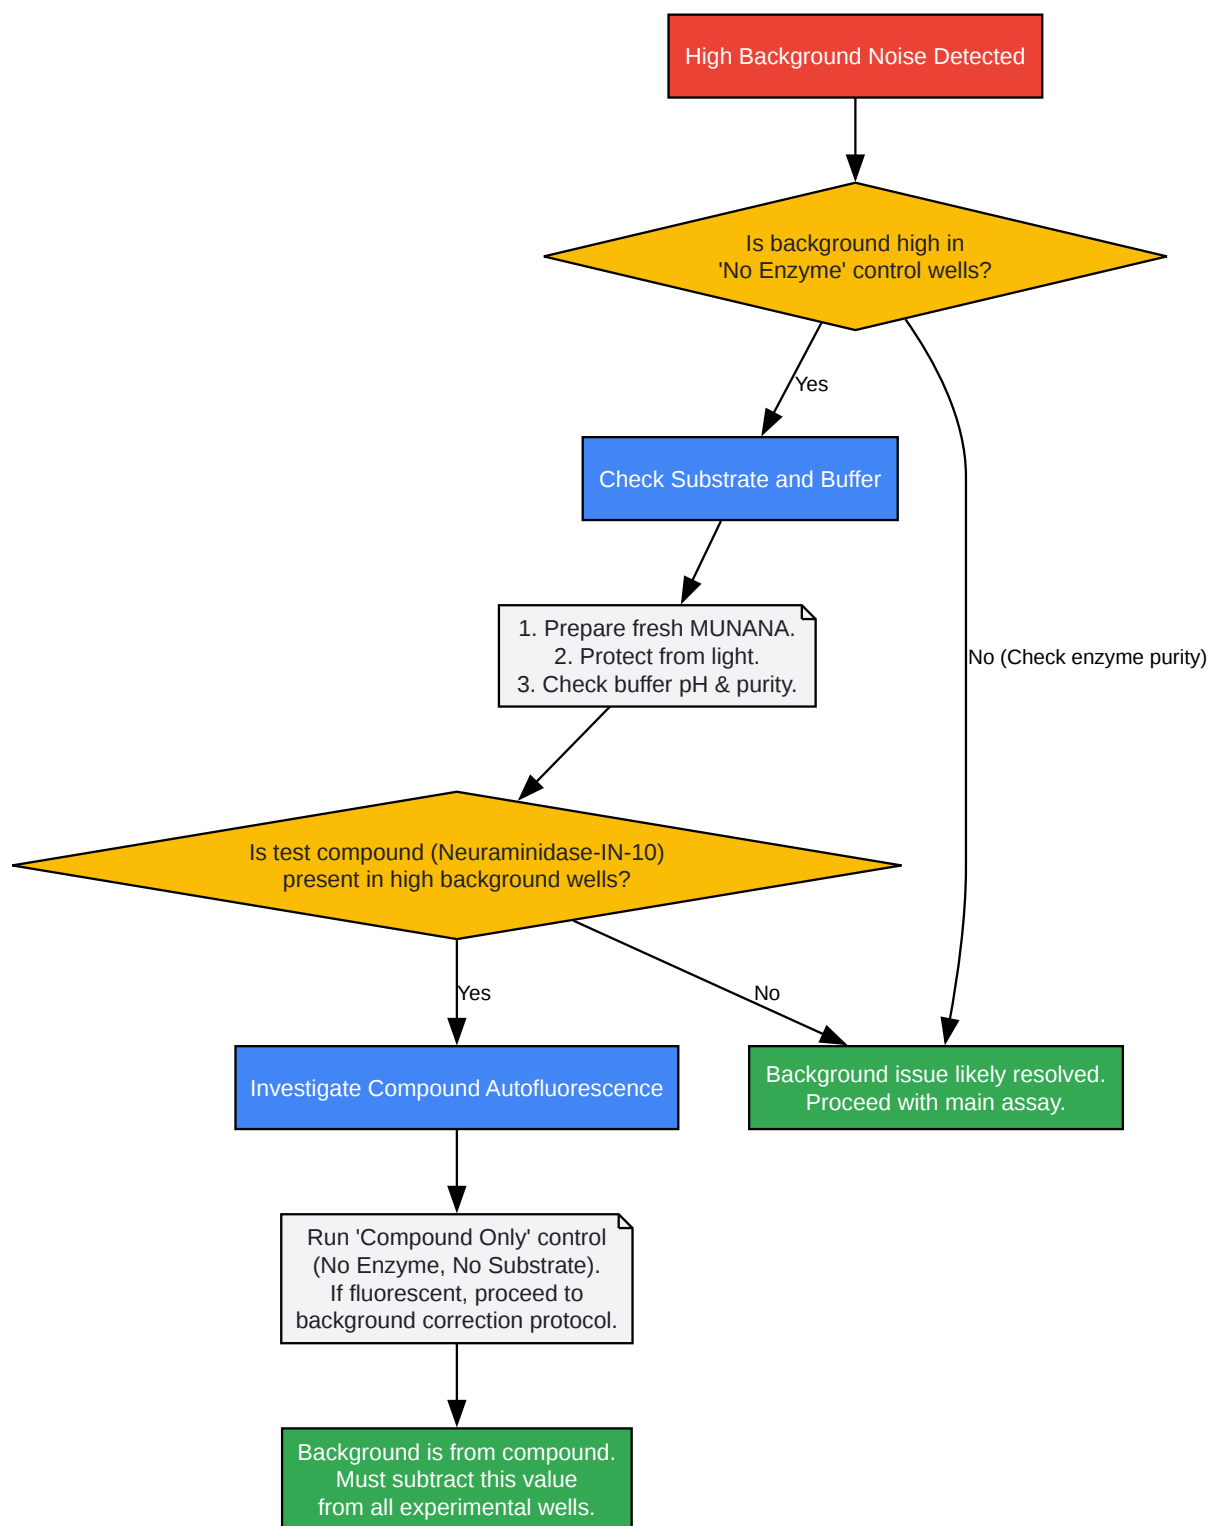 High Background Noise Detected
Is background high in
'No Enzyme' control wells?
Yes
Check Substrate and Buffer
1. Prepare fresh MUNANA.
2. Protect from light.
3. Check buffer pH & purity.
No (Check enzyme purity)
Is test compound (Neuraminidase-IN-10)
present in high background wells?
Yes
No
Investigate Compound Autofluorescence
Background issue likely resolved.
Proceed with main assay.
Run 'Compound Only' control
(No Enzyme, No Substrate).
If fluorescent, proceed to
background correction protocol.
Background is from compound.
Must subtract this value
from all experimental wells.